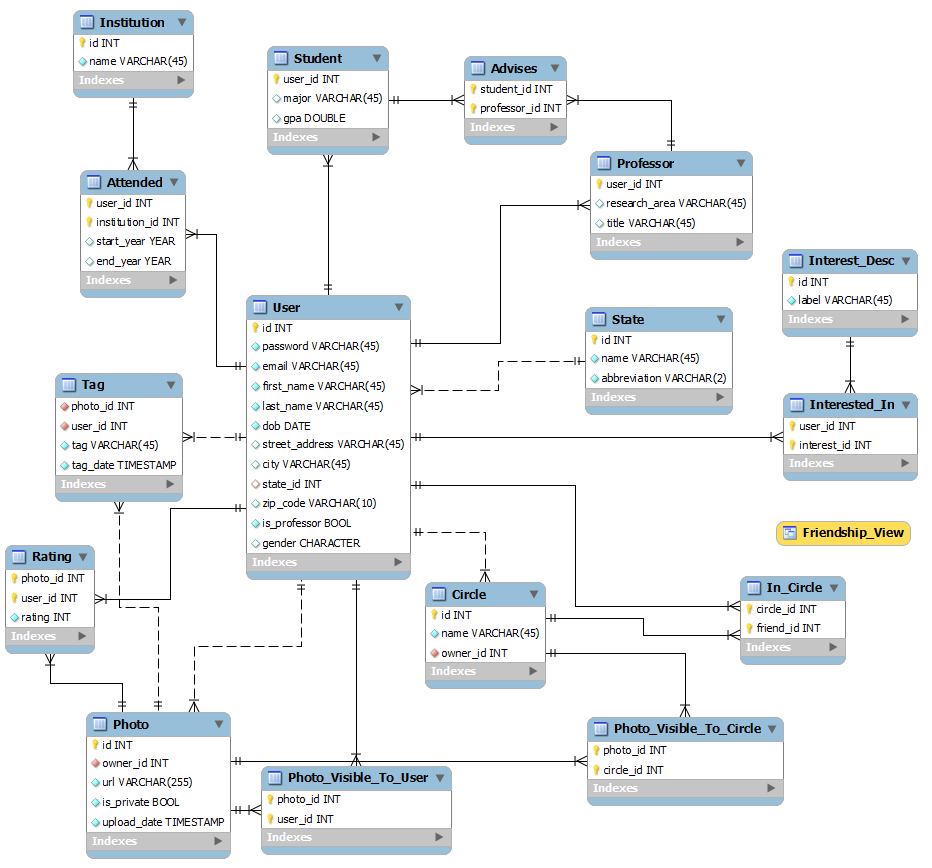 Institution
id INT
name VARCHAR(45)
Indexes
Student
user_id INT
major VARCHAR(45)
gpa DOUBLE
Indexes
Advises
student_id INT
professor_id INT
Indexes
Professor
user_id INT
research_area VARCHAR(45)
title VARCHAR(45)
Indexes
Attended
user_id INT
institution_id INT
start_year YEAR
end_year YEAR
Indexes
Interest_Desc
id INT
label VARCHAR(45)
Indexes
User
id INT
password VARCHAR(45)
email VARCHAR(45)
first_name VARCHAR(45)
last_name VARCHAR(45)
dob DATE
street_address VARCHAR(45)
city VARCHAR(45)
state_id INT
zip_code VARCHAR(10)
is_professor BOOL
gender CHARACTER
Indexes
State
id INT
name VARCHAR(45)
abbreviation VARCHAR(2)
Indexes
Tag
photo_id INT
user_id INT
tag VARCHAR(45)
tag_date TIMESTAMP
Indexes
Interested_In
user_id INT
interest_id INT
Indexes
Friendship_View
Rating
photo_id INT
user_id INT
rating INT
Indexes
Circle
id INT
name VARCHAR(45)
owner_id INT
Indexes
In_Circle
circle_id INT
friend_id INT
Indexes
Photo
id INT
owner_id INT
url VARCHAR(255)
is_private BOOL
upload_date TIMESTAMP
Indexes
Photo_Visible_To_User
photo_id INT
user_id INT
Indexes
Photo_Visible_To_Circle
photo_id INT
circle_id INT
Indexes